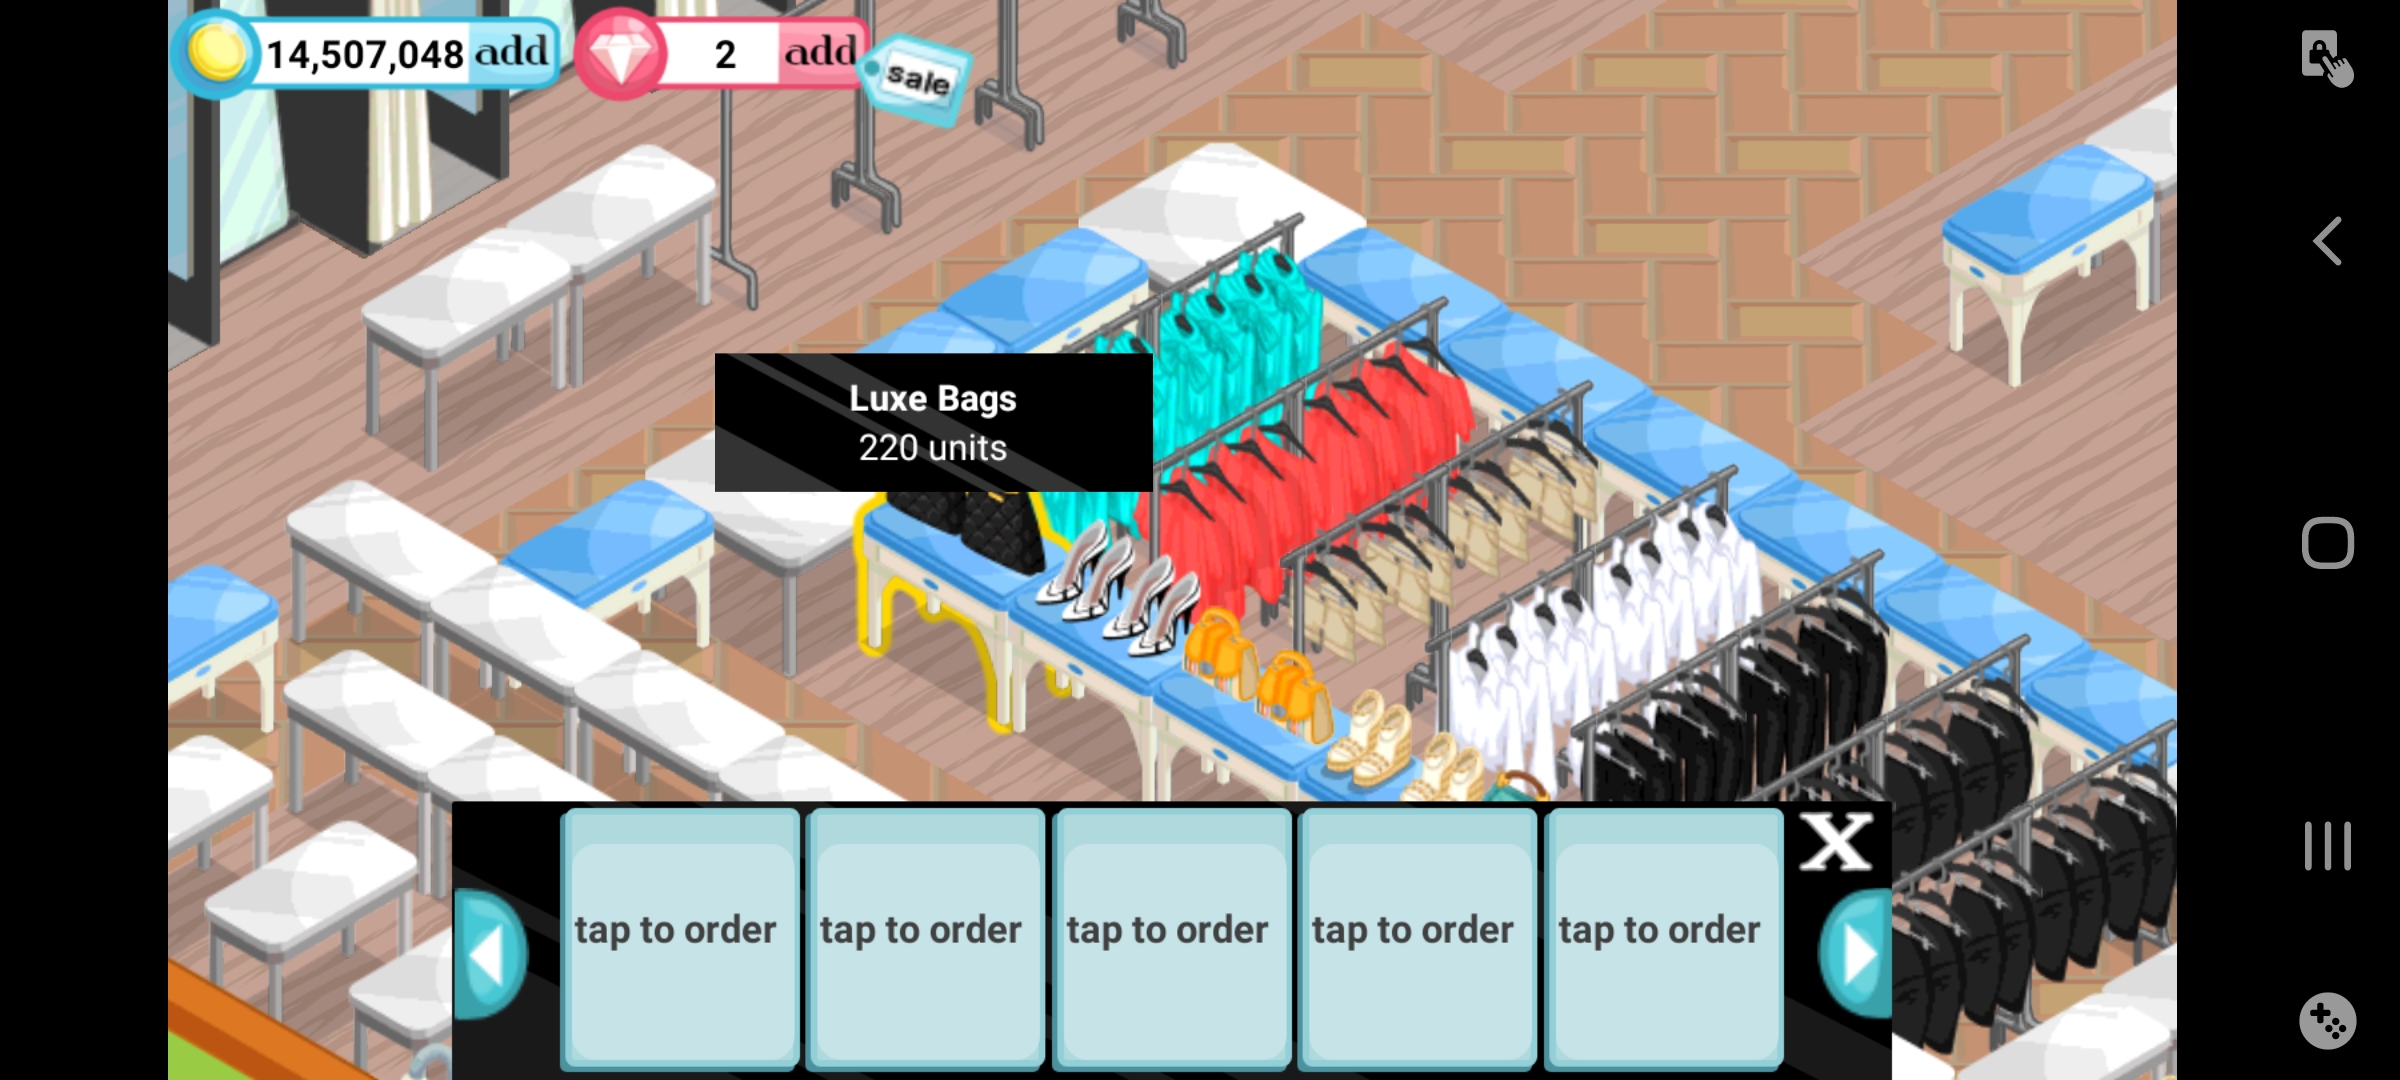 14,507,048 add
2 add
sale
Luxe Bags
220 units
X
tap to order
tap to order
tap to order
tap to order
tap to order